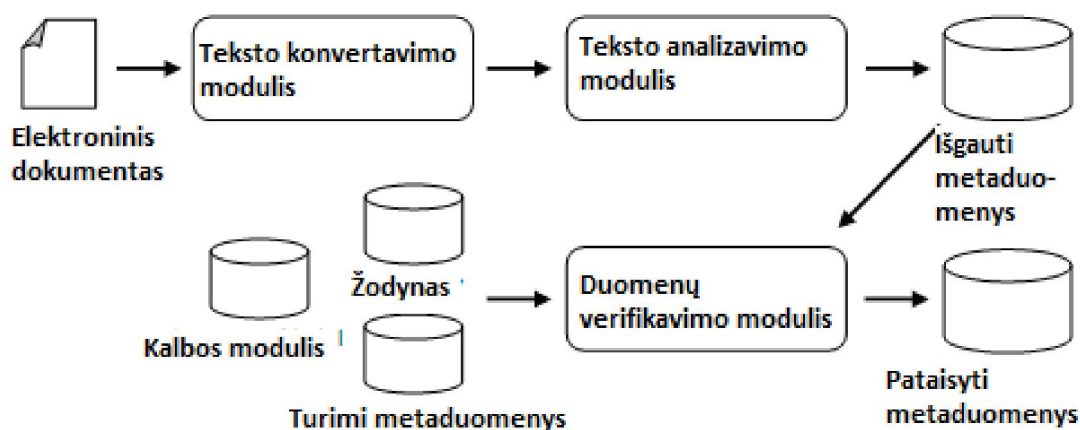 Teksto konvertavimo
modulis
Teksto analizavimo
modulis
Elektroninis
dokumentas
Išgauti
metaduo-
menys
Žodynas
Kalbos modulis
Turimi metaduomenys
Duomenų
verifikavimo modulis
Pataisyti
metaduomenys